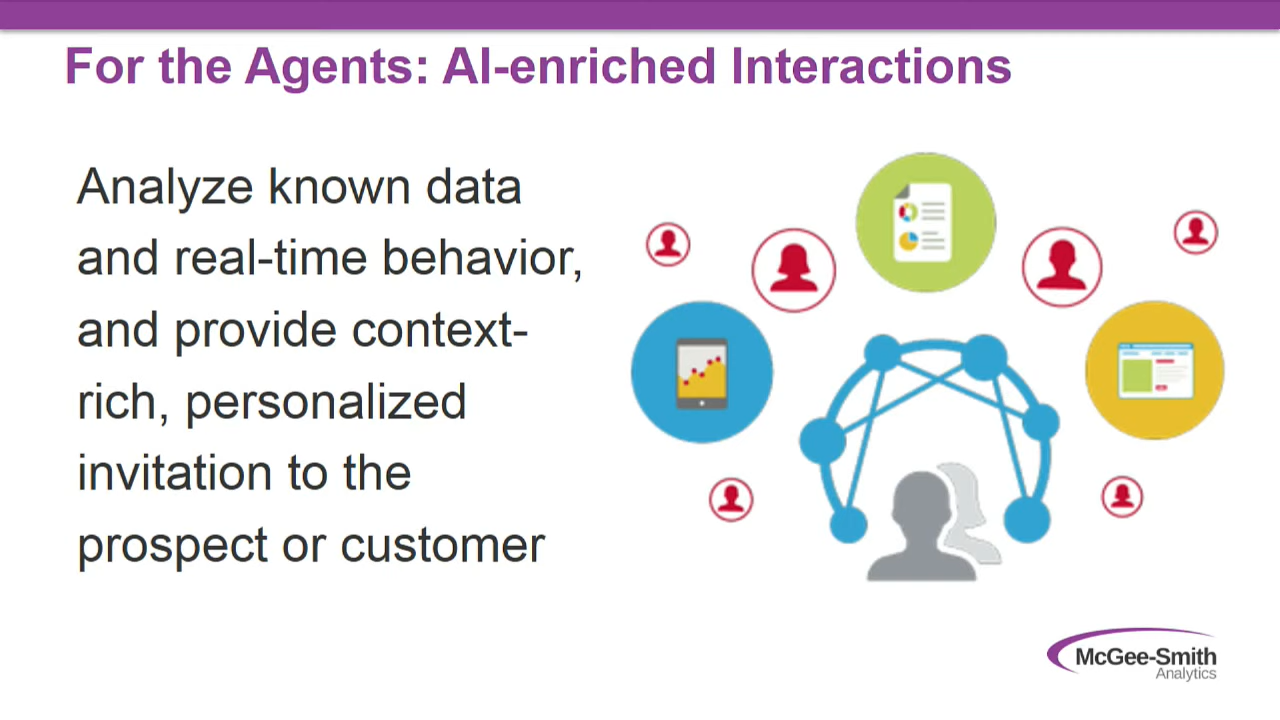 For the Agents: AI-enriched Interactions
Analyze known data
and real-time behavior,
and provide context-
rich, personalized
invitation to the
prospect or customer
McGee-Smith
Analytics